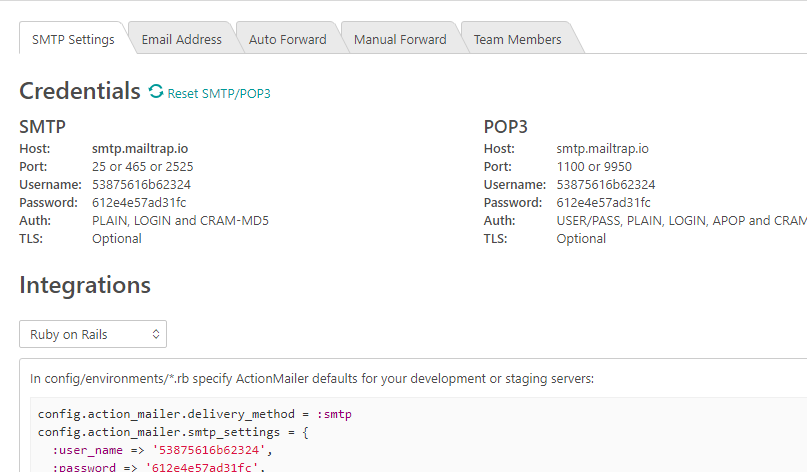 SMTP Settings
Email Address
Auto Forward
Manual Forward
Team Members
Credentials
Reset SMTP/POP3
SMTP
Host: smtp.mailtrap.io
Port: 25 or 465 or 2525
Username: 53875616b62324
Password: 612e4e57ad31fc
Auth: PLAIN, LOGIN and CRAM-MD5
TLS: Optional
POP3
Host: smtp.mailtrap.io
Port: 1100 or 9950
Username: 53875616b62324
Password: 612e4e57ad31fc
Auth: USER/PASS, PLAIN, LOGIN, APOP and CRAM
TLS: Optional
Integrations
Ruby on Rails
In config/environments/*.rb specify ActionMailer defaults for your development or staging servers:
config.action_mailer.delivery_method = :smtp
config.action_mailer.smtp_settings = {
:user_name => '53875616b62324',
:password => '612e4e57ad31fc',